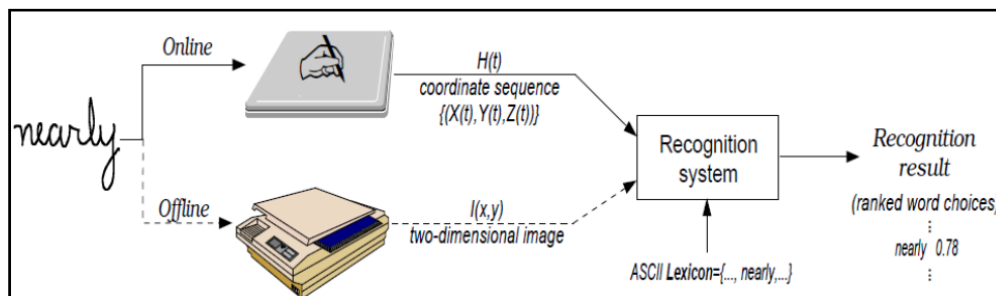 nearly
Online
Offline
H(t)
coordinate sequence
{(X(t),Y(t),Z(t))}
I(x,y)
two-dimensional image
Recognition
system
ASCII Lexicon={..., nearly,...}
Recognition
result
(ranked word choices)
⋮
nearly 0.78
⋮